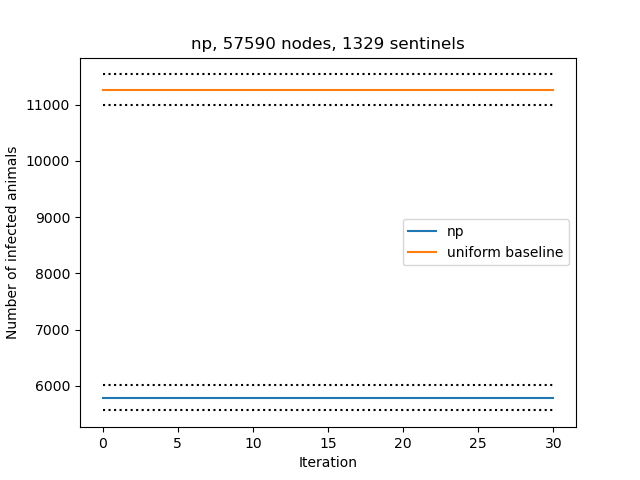 np, 57590 nodes, 1329 sentinels
Number of infected animals
11000
10000
9000
8000
7000
6000
np
uniform baseline
0 5 10 15 20 25 30
Iteration